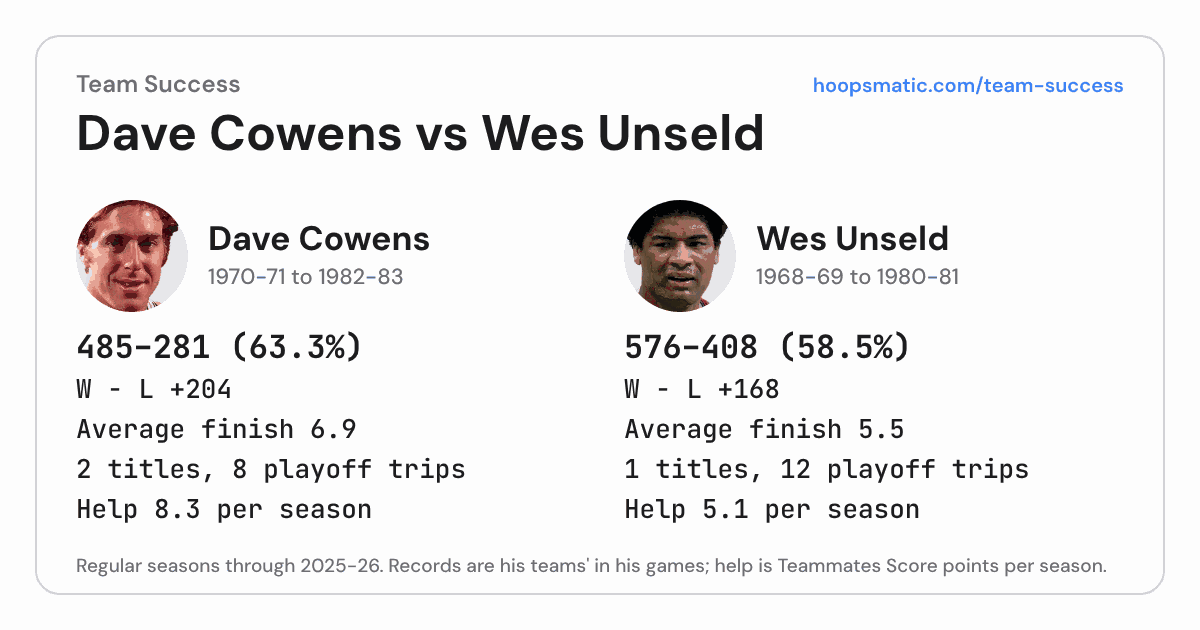 Team Success
hoopsmatic.com/team-success
Dave Cowens vs Wes Unseld
Dave Cowens
1970–71 to 1982–83
485–281 (63.3%)
W - L +204
Average finish 6.9
2 titles, 8 playoff trips
Help 8.3 per season
Wes Unseld
1968–69 to 1980–81
576–408 (58.5%)
W - L +168
Average finish 5.5
1 titles, 12 playoff trips
Help 5.1 per season
Regular seasons through 2025–26. Records are his teams' in his games; help is Teammates Score points per season.